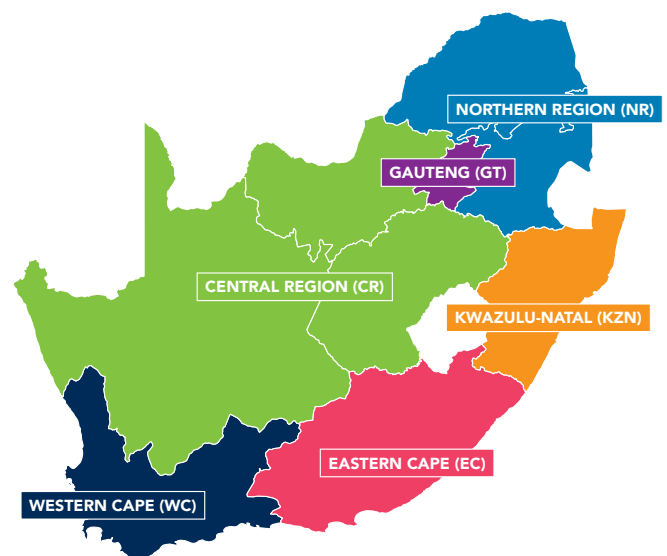 NORTHERN REGION (NR)
GAUTENG (GT)
CENTRAL REGION (CR)
KWAZULU-NATAL (KZN)
EASTERN CAPE (EC)
WESTERN CAPE (WC)